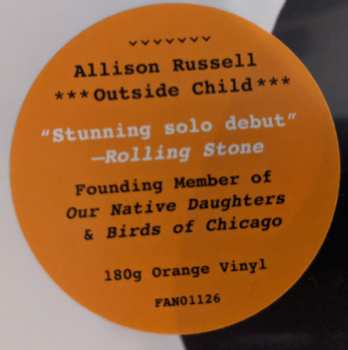 Allison Russell
***Outside Child***
"Stunning solo debut"
—Rolling Stone
Founding Member of
Our Native Daughters
& Birds of Chicago
180g Orange Vinyl
FAN01126